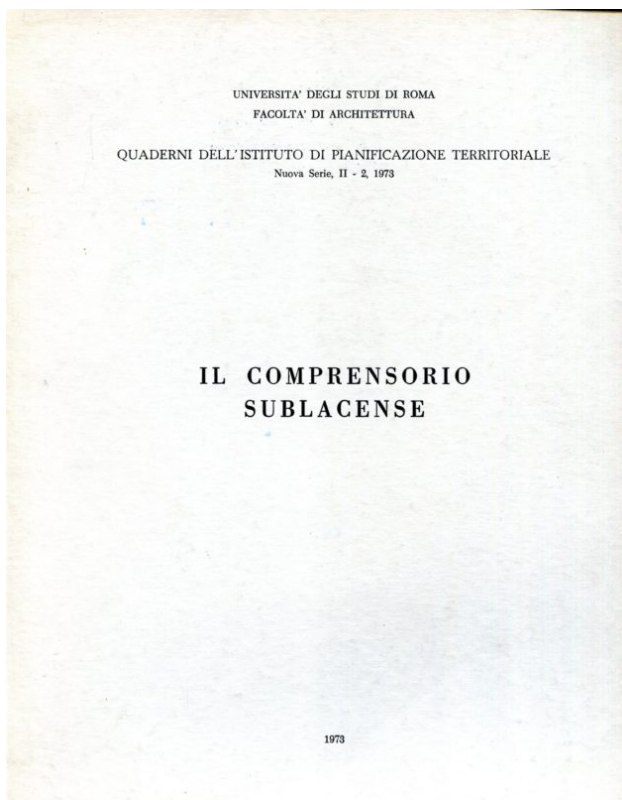 UNIVERSITA' DEGLI STUDI DI ROMA
FACOLTA' DI ARCHITETTURA
QUADERNI DELL'ISTITUTO DI PIANIFICAZIONE TERRITORIALE
Nuova Serie, II - 2, 1973
IL COMPRENSORIO
SUBLACENSE
1973